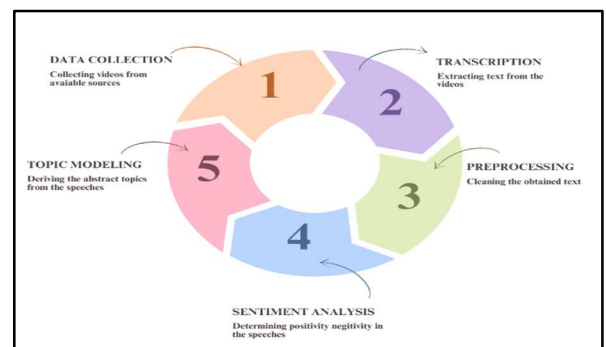 DATA COLLECTION
Collecting videos from
avaiable sources
1
2
TRANSCRIPTION
Extracting text from the
videos
3
PREPROCESSING
Cleaning the obtained text
4
SENTIMENT ANALYSIS
Determining positivity negitivity in
the speeches
5
TOPIC MODELING
Deriving the abstract topics
from the speeches